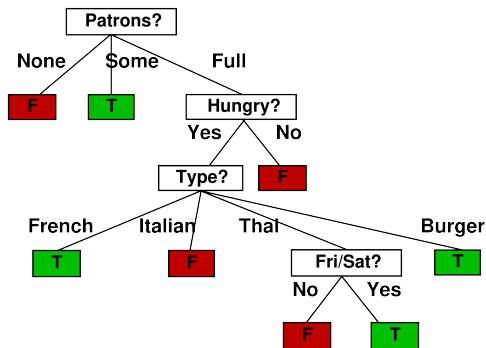 Patrons?
None Some Full
F T Hungry?
Yes No
Type? F
French Italian Thai Burger
T F Fri/Sat? T
No Yes
F T